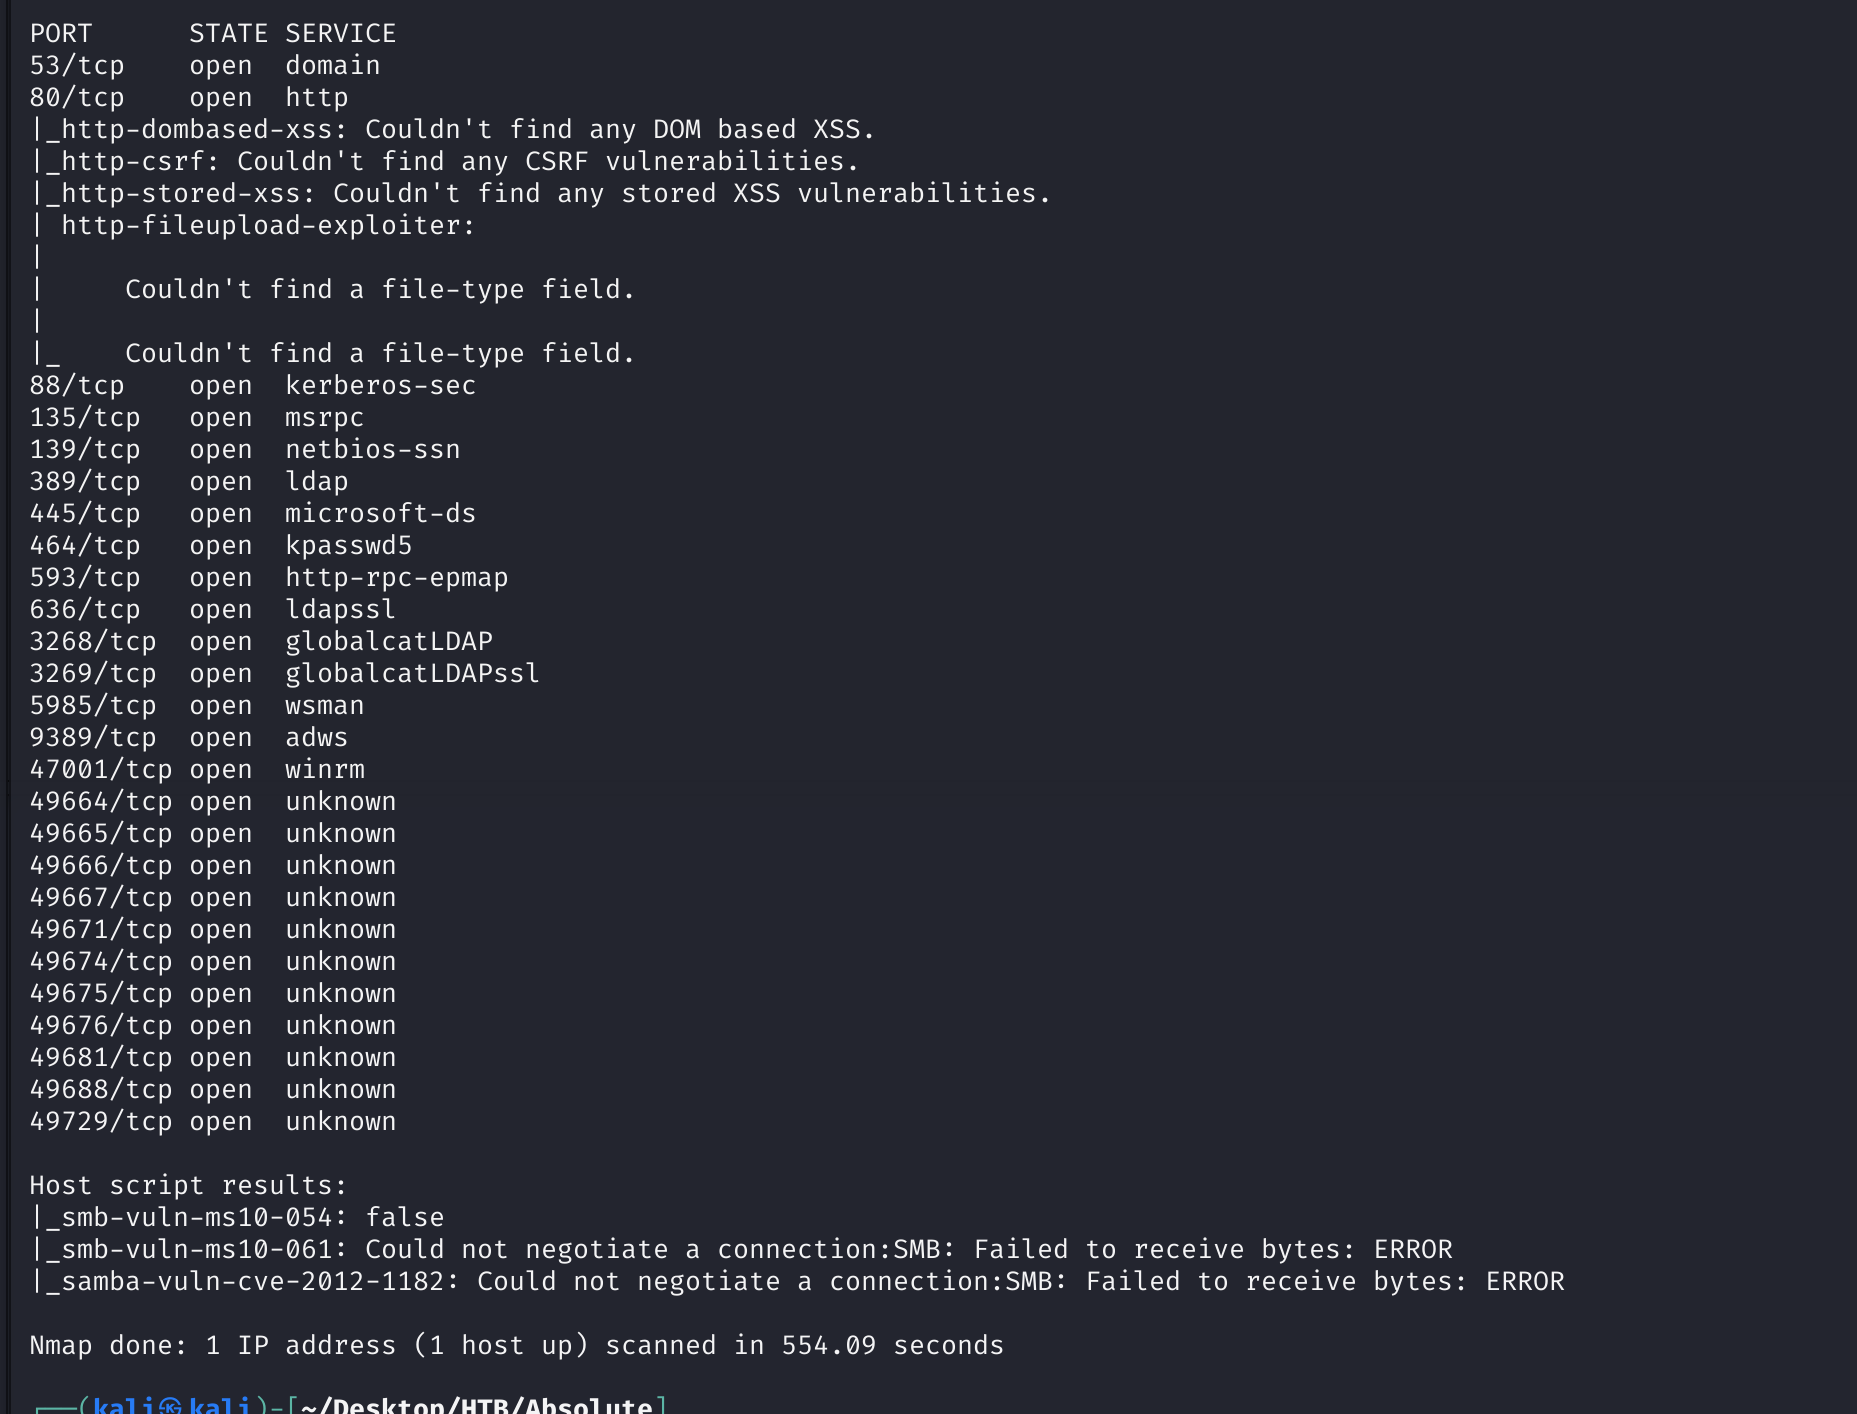 PORT      STATE SERVICE
53/tcp    open  domain
80/tcp    open  http
|_http-dombased-xss: Couldn't find any DOM based XSS.
|_http-csrf: Couldn't find any CSRF vulnerabilities.
|_http-stored-xss: Couldn't find any stored XSS vulnerabilities.
| http-fileupload-exploiter:
|
|     Couldn't find a file-type field.
|
|_    Couldn't find a file-type field.
88/tcp    open  kerberos-sec
135/tcp   open  msrpc
139/tcp   open  netbios-ssn
389/tcp   open  ldap
445/tcp   open  microsoft-ds
464/tcp   open  kpasswd5
593/tcp   open  http-rpc-epmap
636/tcp   open  ldapssl
3268/tcp  open  globalcatLDAP
3269/tcp  open  globalcatLDAPssl
5985/tcp  open  wsman
9389/tcp  open  adws
47001/tcp open  winrm
49664/tcp open  unknown
49665/tcp open  unknown
49666/tcp open  unknown
49667/tcp open  unknown
49671/tcp open  unknown
49674/tcp open  unknown
49675/tcp open  unknown
49676/tcp open  unknown
49681/tcp open  unknown
49688/tcp open  unknown
49729/tcp open  unknown
Host script results:
|_smb-vuln-ms10-054: false
|_smb-vuln-ms10-061: Could not negotiate a connection:SMB: Failed to receive bytes: ERROR
|_samba-vuln-cve-2012-1182: Could not negotiate a connection:SMB: Failed to receive bytes: ERROR
Nmap done: 1 IP address (1 host up) scanned in 554.09 seconds
┌──(kali㉿kali)-[~/Desktop/HTB/Absolute]